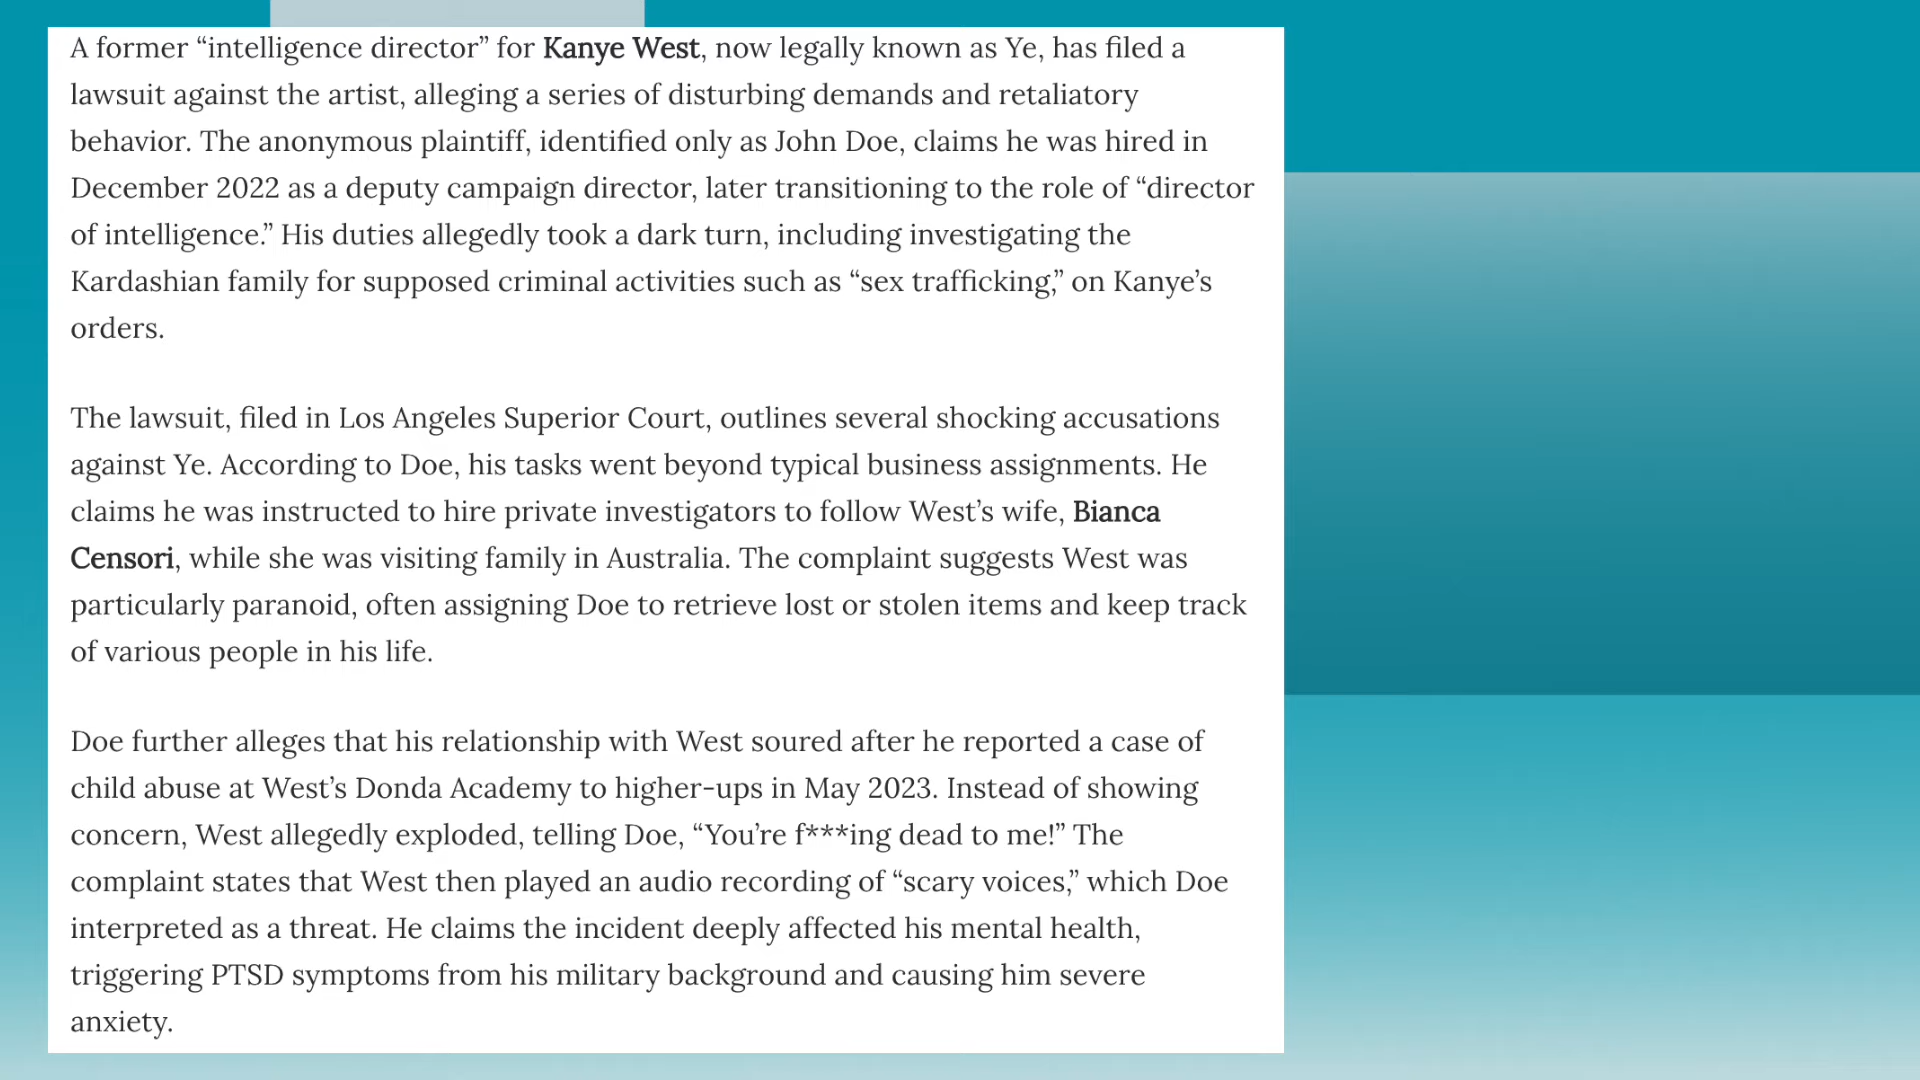 A former “intelligence director” for Kanye West, now legally known as Ye, has filed a
lawsuit against the artist, alleging a series of disturbing demands and retaliatory
behavior. The anonymous plaintiff, identified only as John Doe, claims he was hired in
December 2022 as a deputy campaign director, later transitioning to the role of “director
of intelligence.” His duties allegedly took a dark turn, including investigating the
Kardashian family for supposed criminal activities such as “sex trafficking,” on Kanye’s
orders.
The lawsuit, filed in Los Angeles Superior Court, outlines several shocking accusations
against Ye. According to Doe, his tasks went beyond typical business assignments. He
claims he was instructed to hire private investigators to follow West’s wife, Bianca
Censori, while she was visiting family in Australia. The complaint suggests West was
particularly paranoid, often assigning Doe to retrieve lost or stolen items and keep track
of various people in his life.
Doe further alleges that his relationship with West soured after he reported a case of
child abuse at West’s Donda Academy to higher-ups in May 2023. Instead of showing
concern, West allegedly exploded, telling Doe, “You’re f***ing dead to me!” The
complaint states that West then played an audio recording of “scary voices,” which Doe
interpreted as a threat. He claims the incident deeply affected his mental health,
triggering PTSD symptoms from his military background and causing him severe
anxiety.